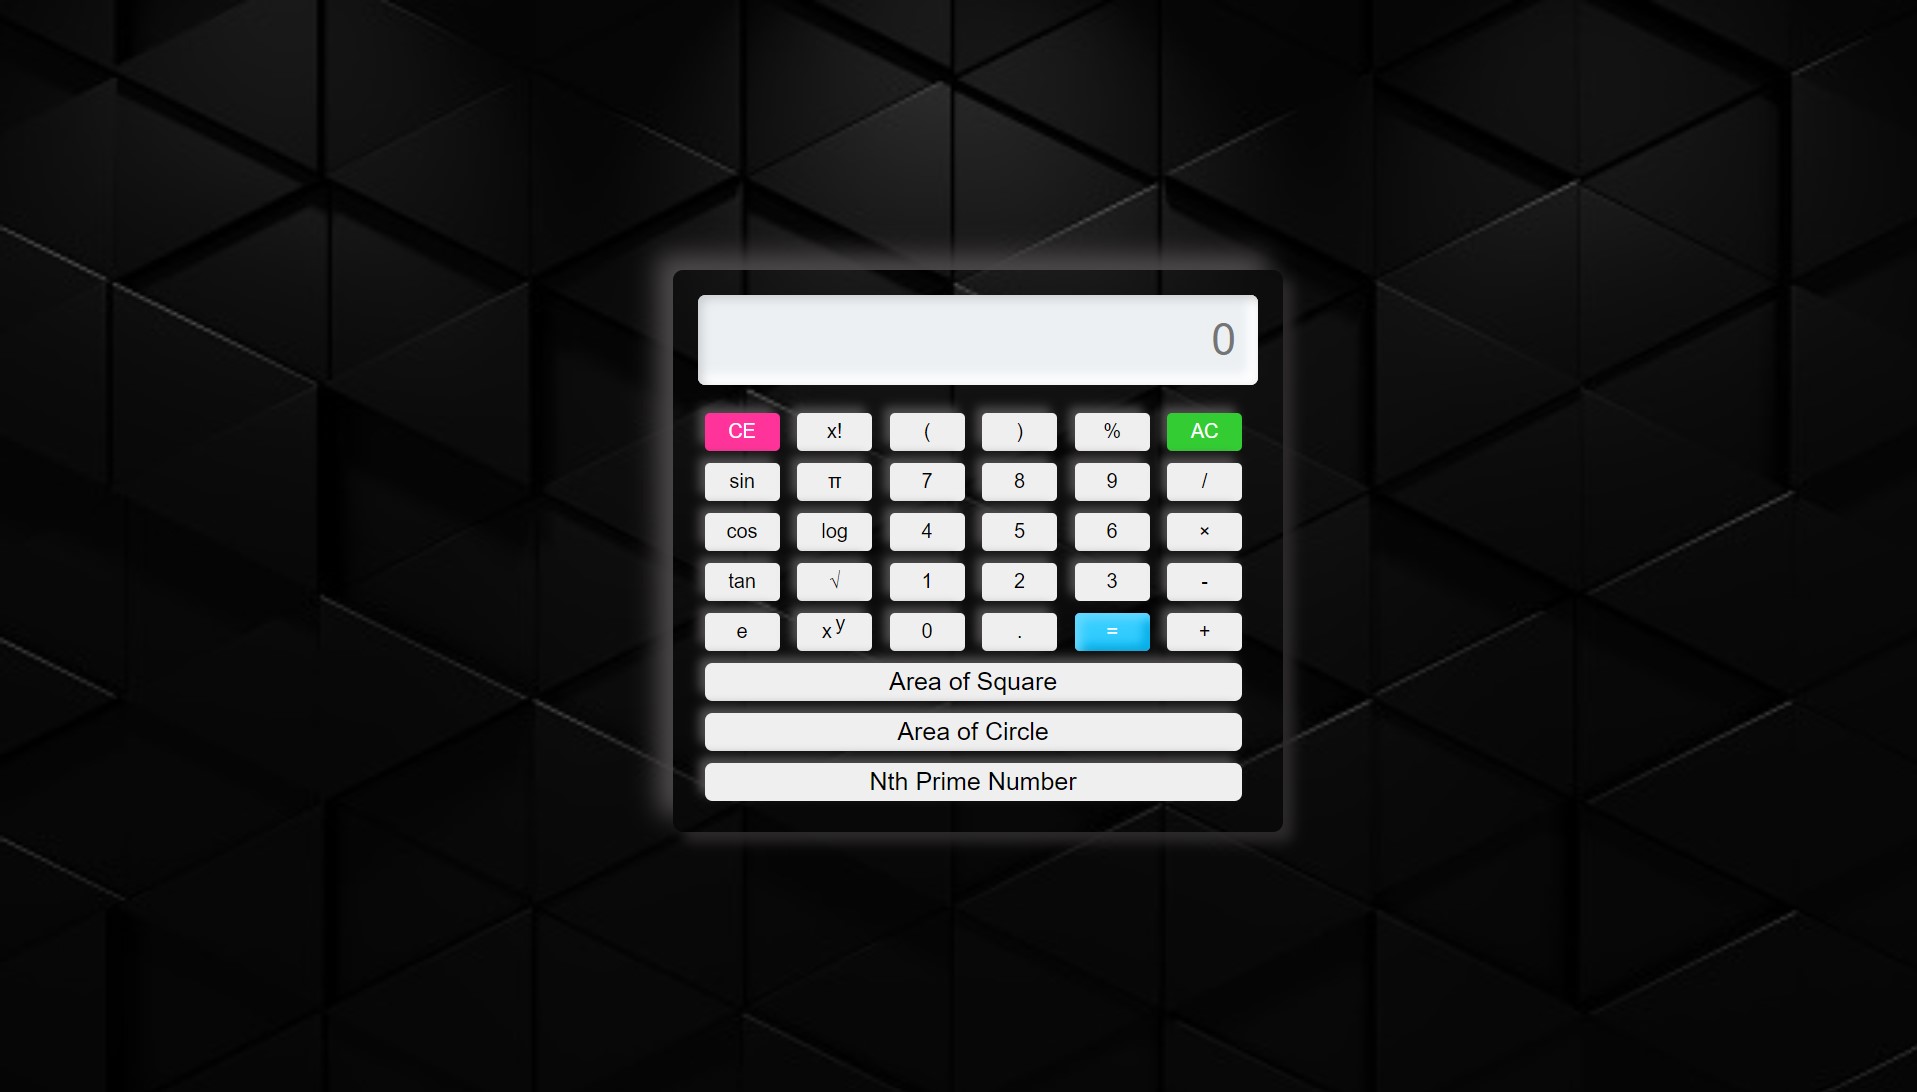 0
CE x! ( ) % AC
sin π 7 8 9 /
cos log 4 5 6 ×
tan √ 1 2 3 -
e x y 0 . = +
Area of Square
Area of Circle
Nth Prime Number